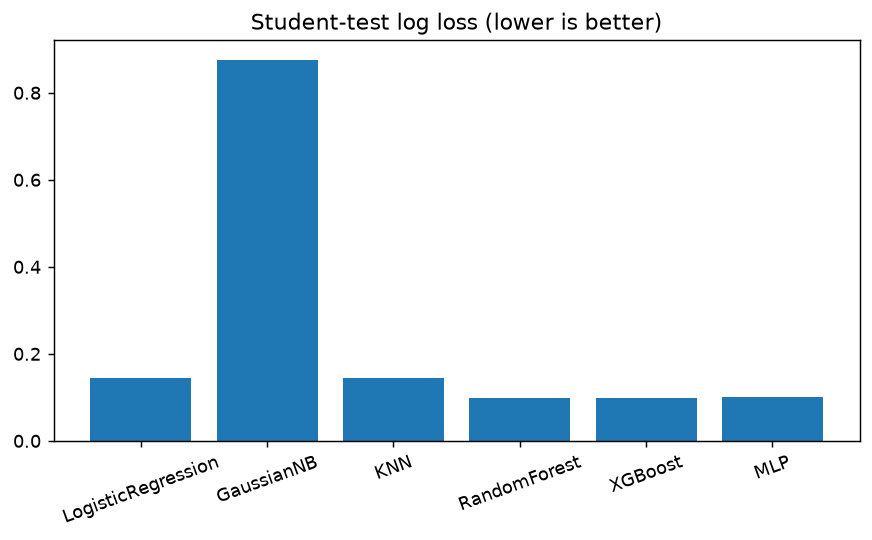 Student-test log loss (lower is better)
0.8
0.6
0.4
0.2
0.0
LogisticRegression
GaussianNB
KNN
RandomForest
XGBoost
MLP